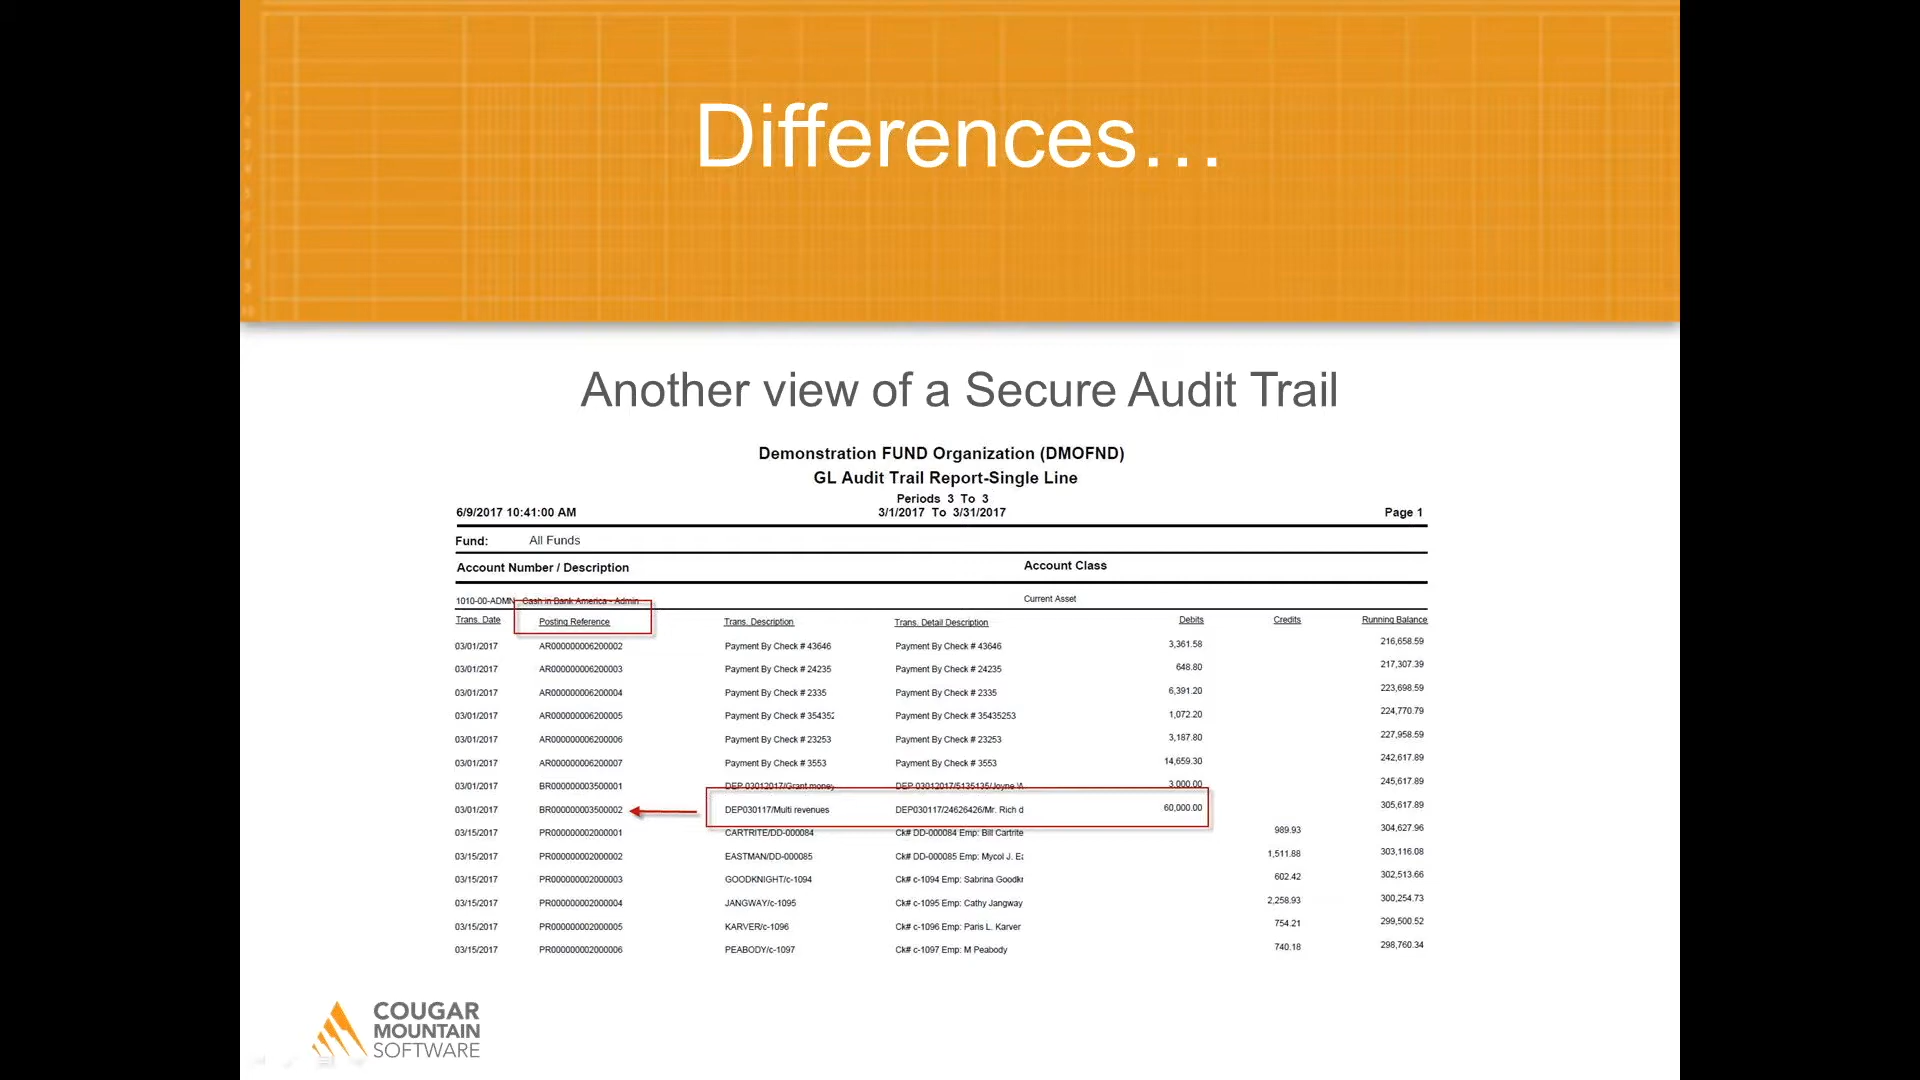 Differences…
Another view of a Secure Audit Trail
Demonstration FUND Organization (DMOFND)
GL Audit Trail Report-Single Line
Periods 3 To 3
6/9/2017 10:41:00 AM 3/1/2017 To 3/31/2017 Page 1
Fund: All Funds
Account Number / Description Account Class
1010-00-ADMN Cash in Bank America - Admin Current Asset
Trans. Date Posting Reference Trans. Description Trans. Detail Description Debits Credits Running Balance
03/01/2017 AR000000006200002 Payment By Check # 43646 Payment By Check # 43646 3,361.58 216,658.59
03/01/2017 AR000000006200003 Payment By Check # 24235 Payment By Check # 24235 648.80 217,307.39
03/01/2017 AR000000006200004 Payment By Check # 2335 Payment By Check # 2335 6,391.20 223,698.59
03/01/2017 AR000000006200005 Payment By Check # 354352 Payment By Check # 35435253 1,072.20 224,770.79
03/01/2017 AR000000006200006 Payment By Check # 23253 Payment By Check # 23253 3,187.80 227,958.59
03/01/2017 AR000000006200007 Payment By Check # 3553 Payment By Check # 3553 14,659.30 242,617.89
03/01/2017 BR000000003500001 DEP 03012017/Grant money DEP 03012017/5135135/Joyne 3,000.00 245,617.89
03/01/2017 BR000000003500002 DEP030117/Multi revenues DEP030117/24626426/Mr. Rich d 60,000.00 305,617.89
03/15/2017 PR000000002000001 CARTRITE/DD-000084 Ck# DD-000084 Emp: Bill Cartrite 989.93 304,627.96
03/15/2017 PR000000002000002 EASTMAN/DD-000085 Ck# DD-000085 Emp: Mycol J. 1,511.88 303,116.08
03/15/2017 PR000000002000003 GOODKNIGHT/c-1094 Ck# c-1094 Emp: Sabrina 602.42 302,513.66
03/15/2017 PR000000002000004 JANGWAY/c-1095 Ck# c-1095 Emp: Cathy Jangway 2,258.93 300,254.73
03/15/2017 PR000000002000005 KARVER/c-1096 Ck# c-1096 Emp: Paris L. Karver 754.21 299,500.52
03/15/2017 PR000000002000006 PEABODY/c-1097 Ck# c-1097 Emp: M Peabody 740.18 298,760.34
COUGAR
MOUNTAIN
SOFTWARE